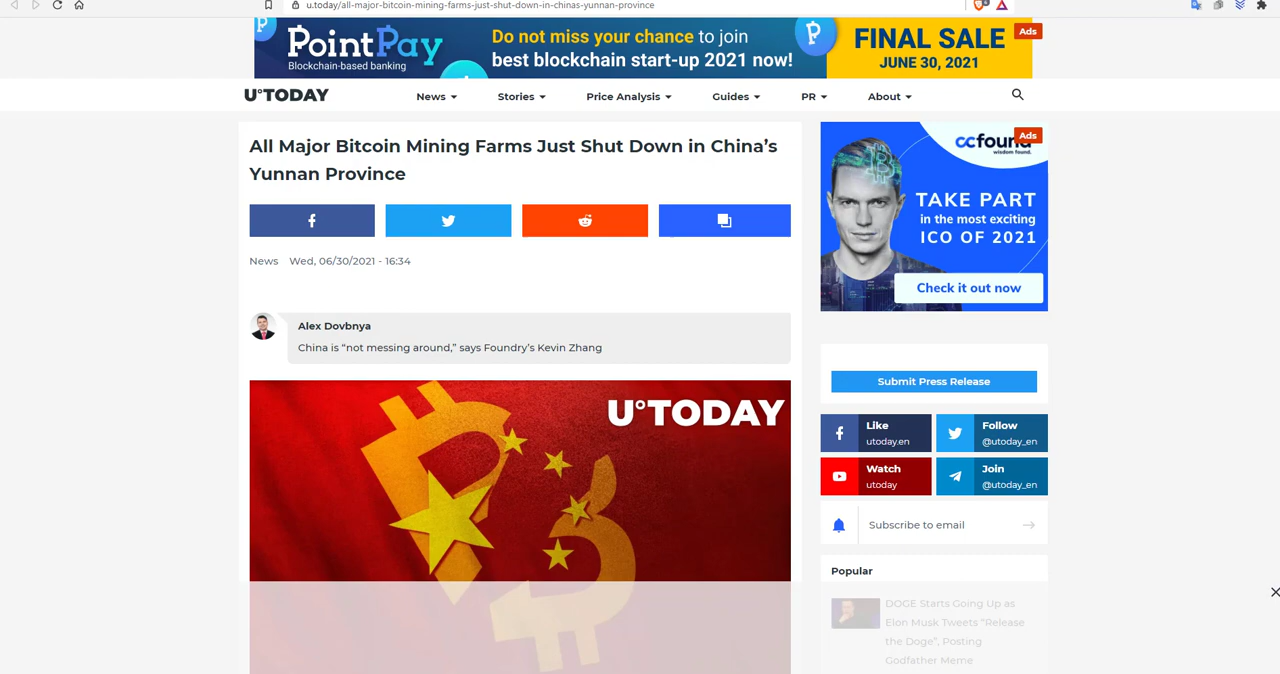 u.today/all-major-bitcoin-mining-farms-just-shut-down-in-chinas-yunnan-province
PointPay
Blockchain-based banking
Do not miss your chance to join
best blockchain start-up 2021 now!
FINAL SALE
JUNE 30, 2021
Ads
U°TODAY
News
Stories
Price Analysis
Guides
PR
About
All Major Bitcoin Mining Farms Just Shut Down in China’s
Yunnan Province
News Wed, 06/30/2021 - 16:34
Alex Dovbnya
China is “not messing around,” says Foundry’s Kevin Zhang
U°TODAY
Ads
ccfound
wisdom found.
TAKE PART
in the most exciting
ICO OF 2021
Check it out now
Submit Press Release
Like
utoday.en
Follow
@utoday_en
Watch
utoday
Join
@utoday_en
Subscribe to email
Popular
DOGE Starts Going Up as
Elon Musk Tweets “Release
the Doge”, Posting
Godfather Meme